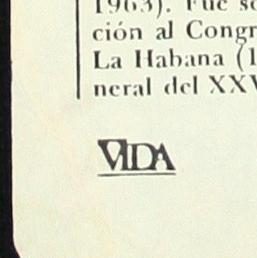 1963). Fue
ción al Congr
La Habana (1
neral del XXV
VIDA